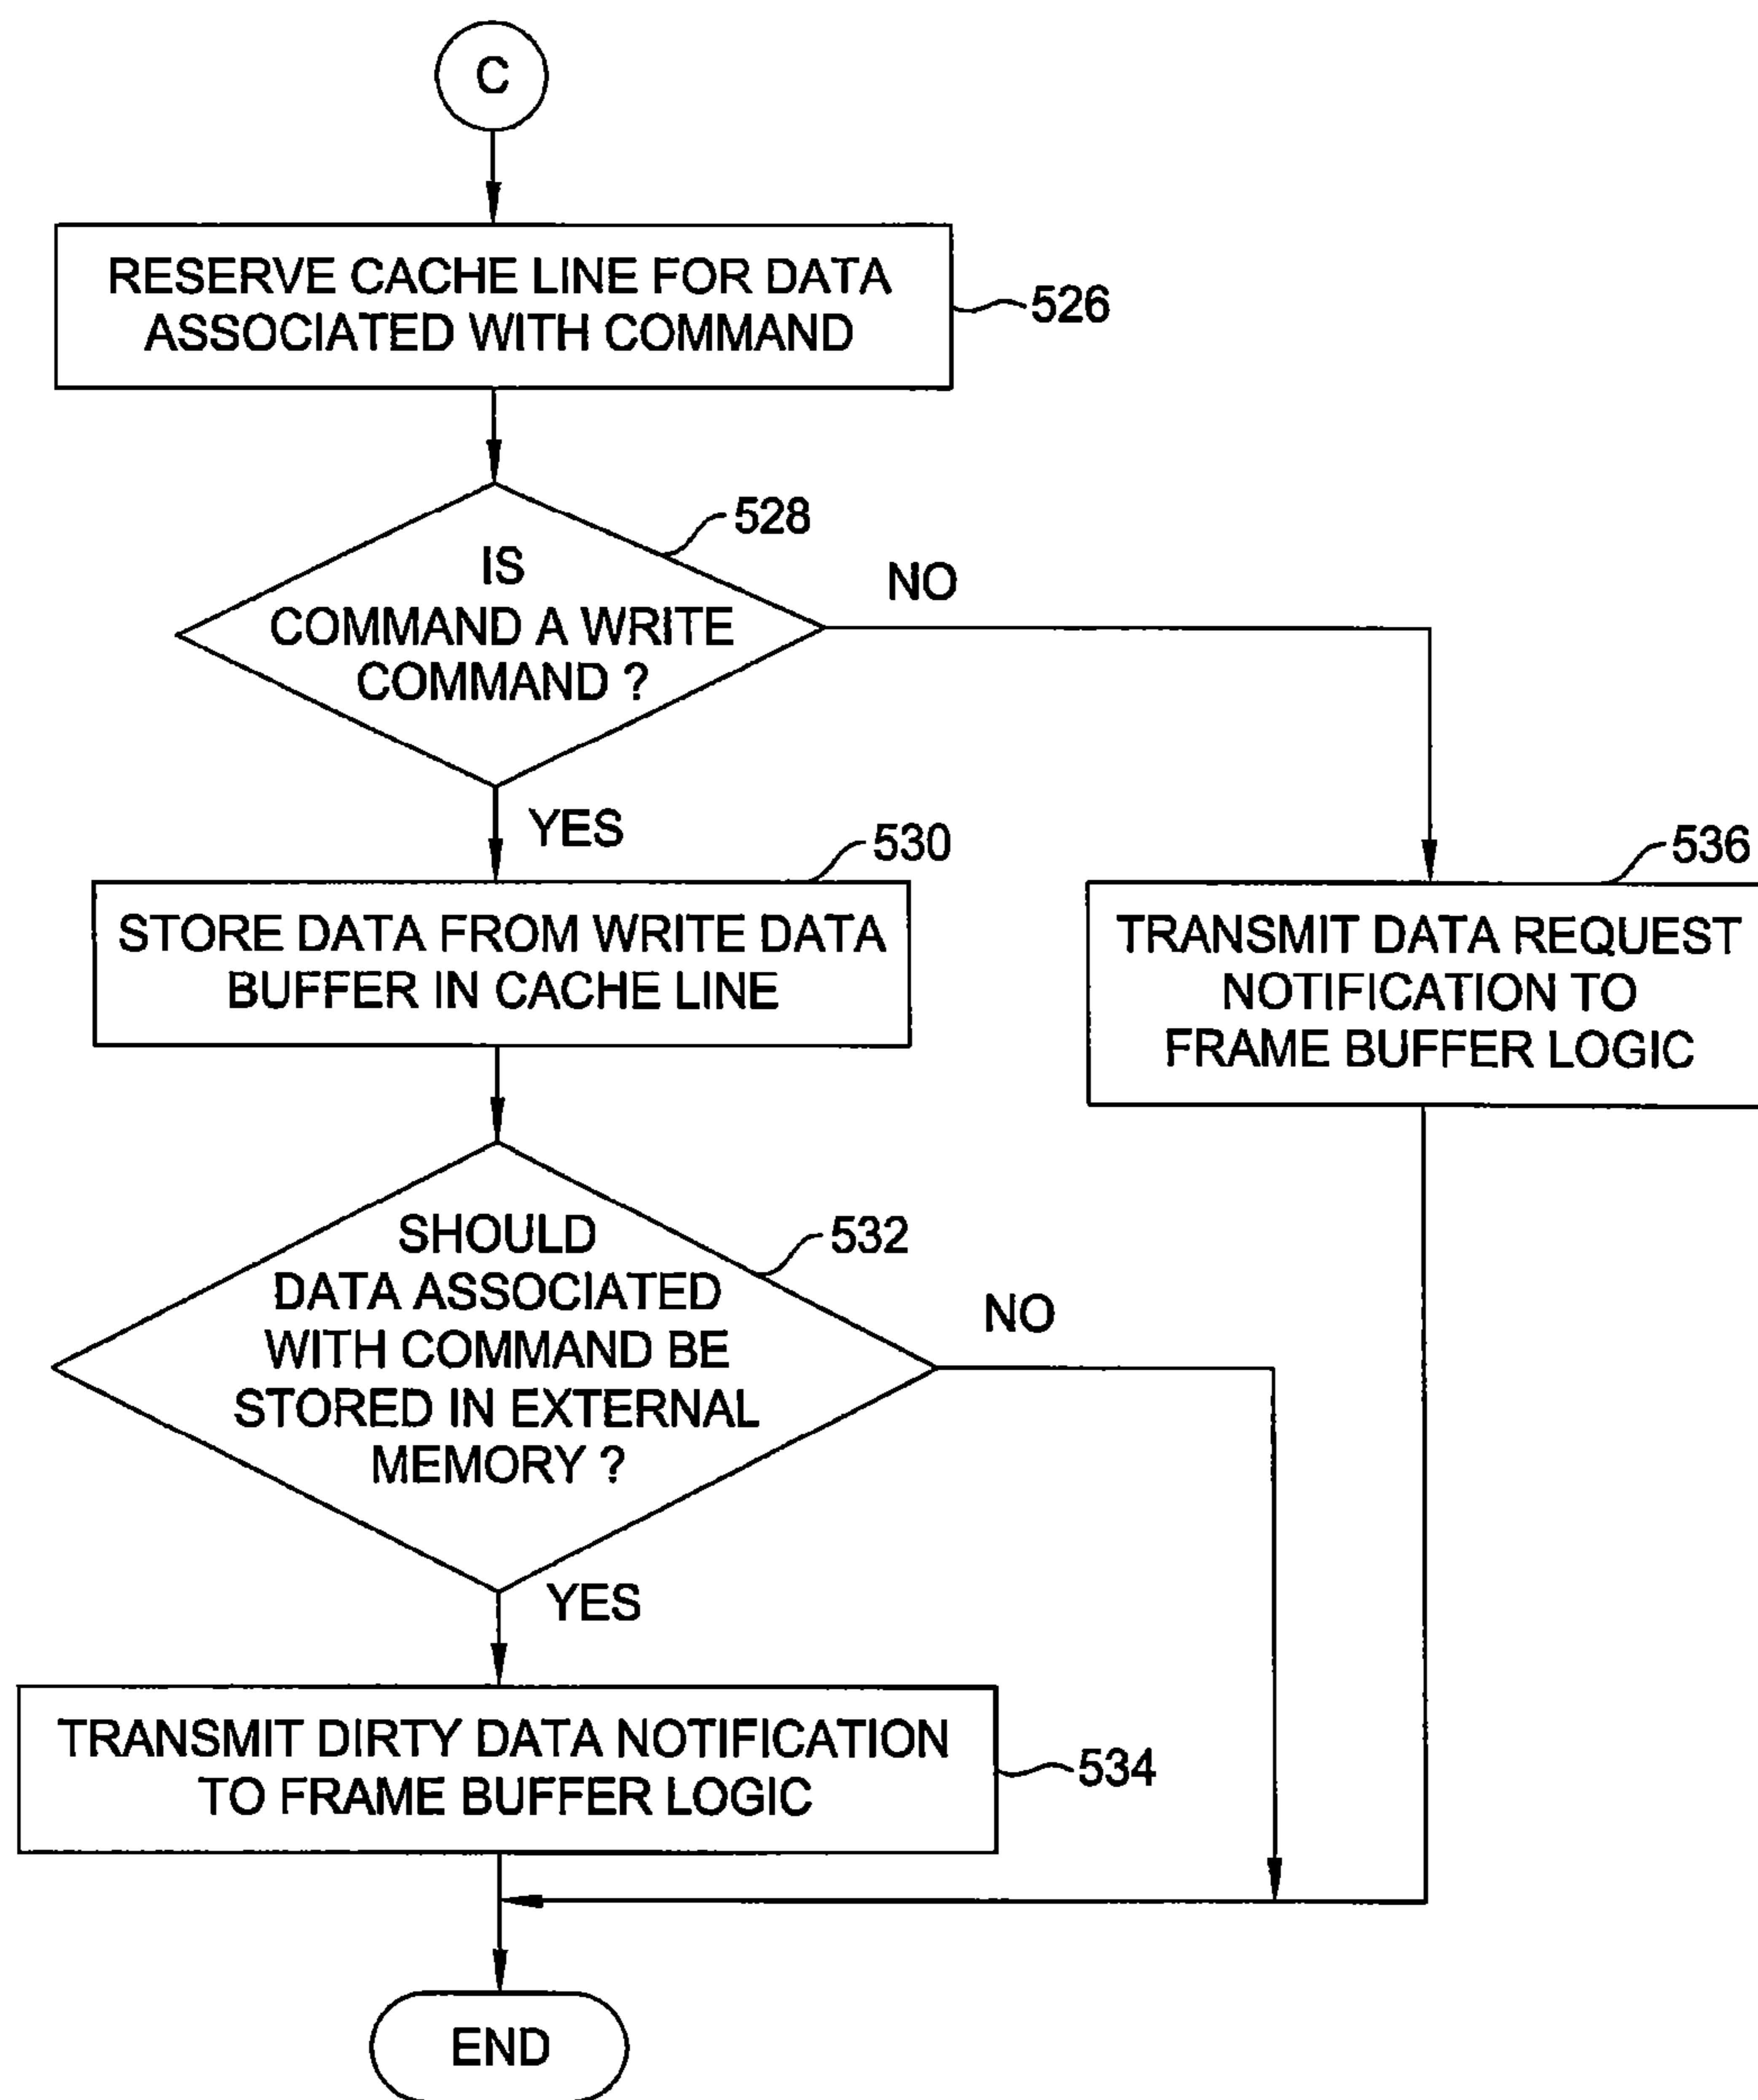 C
RESERVE CACHE LINE FOR DATA
ASSOCIATED WITH COMMAND
526
528
IS
COMMAND A WRITE
COMMAND ?
NO
YES
530
STORE DATA FROM WRITE DATA
BUFFER IN CACHE LINE
536
TRANSMIT DATA REQUEST
NOTIFICATION TO
FRAME BUFFER LOGIC
532
SHOULD
DATA ASSOCIATED
WITH COMMAND BE
STORED IN EXTERNAL
MEMORY ?
NO
YES
TRANSMIT DIRTY DATA NOTIFICATION
TO FRAME BUFFER LOGIC
534
END